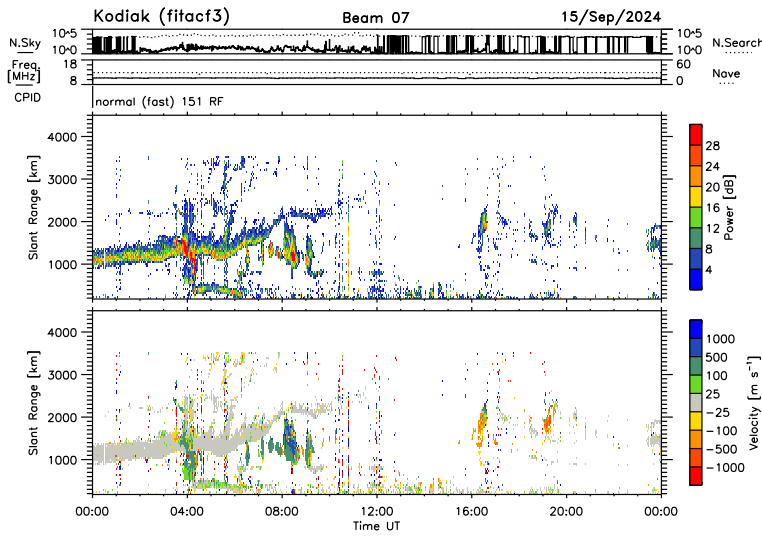 Kodiak (fitacf3) Beam 07 15/Sep/2024
N.Sky 10+5 10+0 10+5 10+0 N.Search
Freq. [MHz] 18 8 60 0 Nave
CPID normal (fast) 151 RF
Slant Range [km] 4000 3000 2000 1000
Power [dB] 28 24 20 16 12 8 4
Slant Range [km] 4000 3000 2000 1000
Velocity [m s⁻¹] 1000 500 100 25 -25 -100 -500 -1000
00:00 04:00 08:00 12:00 16:00 20:00 00:00
Time UT